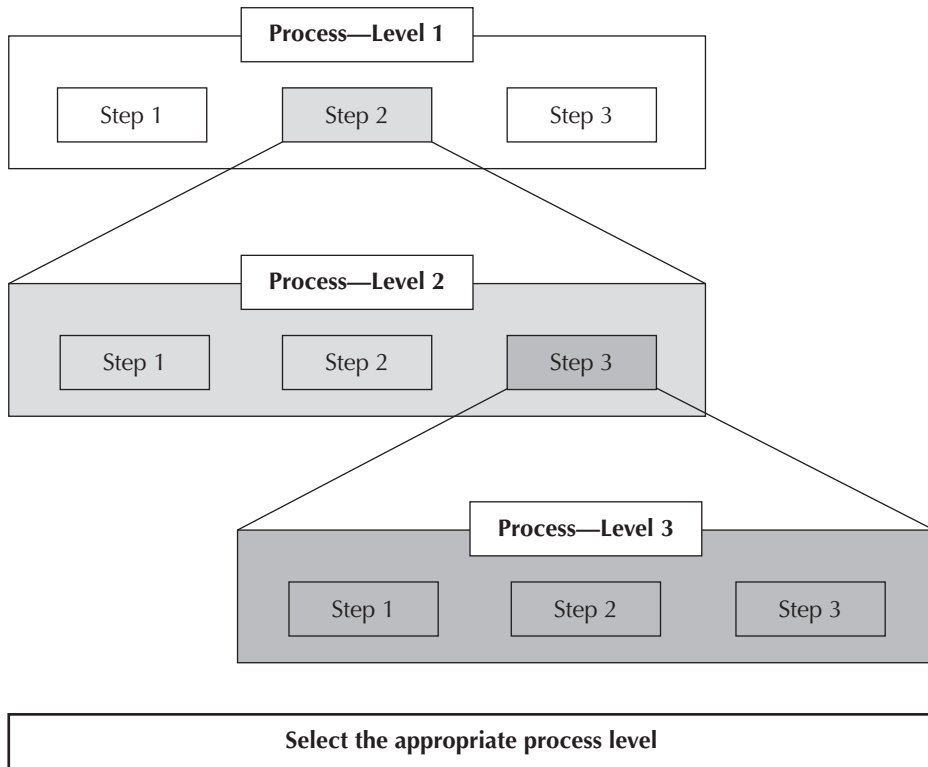 Process—Level 1
Step 1
Step 2
Step 3
Process—Level 2
Step 1
Step 2
Step 3
Process—Level 3
Step 1
Step 2
Step 3
Select the appropriate process level